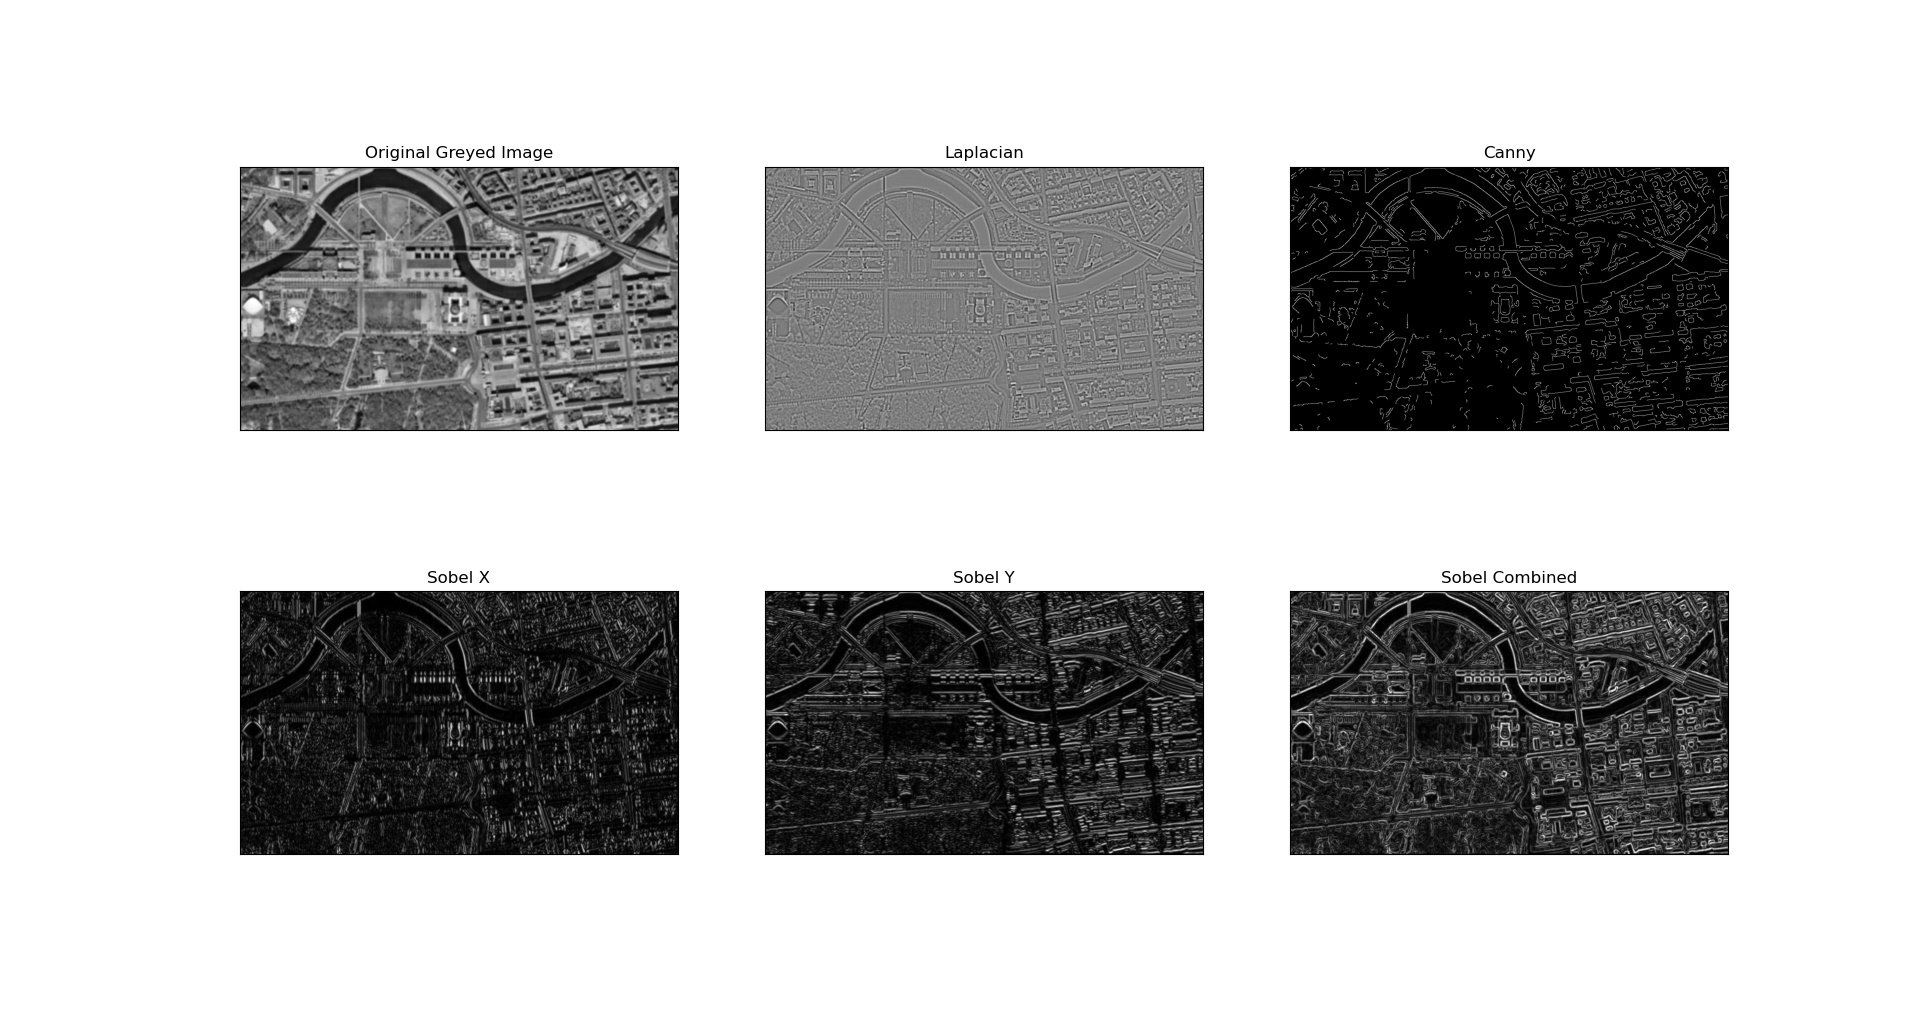 Original Greyed Image
Laplacian
Canny
Sobel X
Sobel Y
Sobel Combined